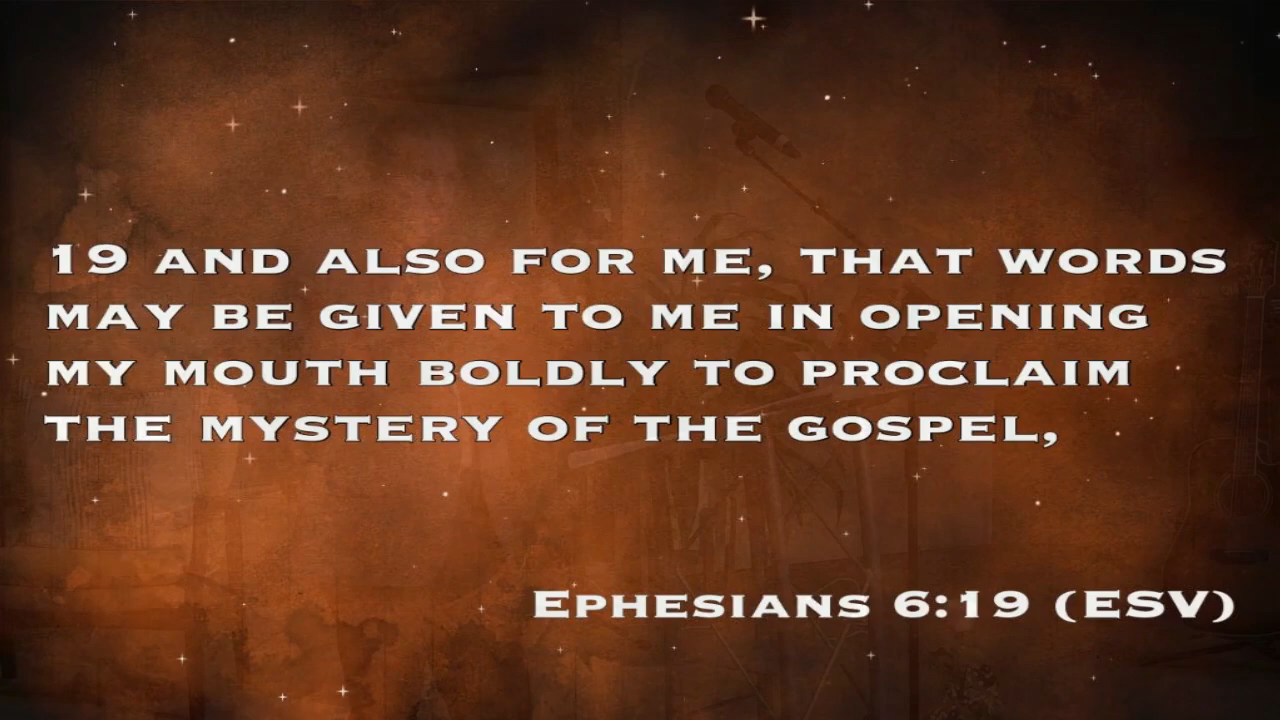 19 AND ALSO FOR ME, THAT WORDS
MAY BE GIVEN TO ME IN OPENING
MY MOUTH BOLDLY TO PROCLAIM
THE MYSTERY OF THE GOSPEL,
EPHESIANS 6:19 (ESV)